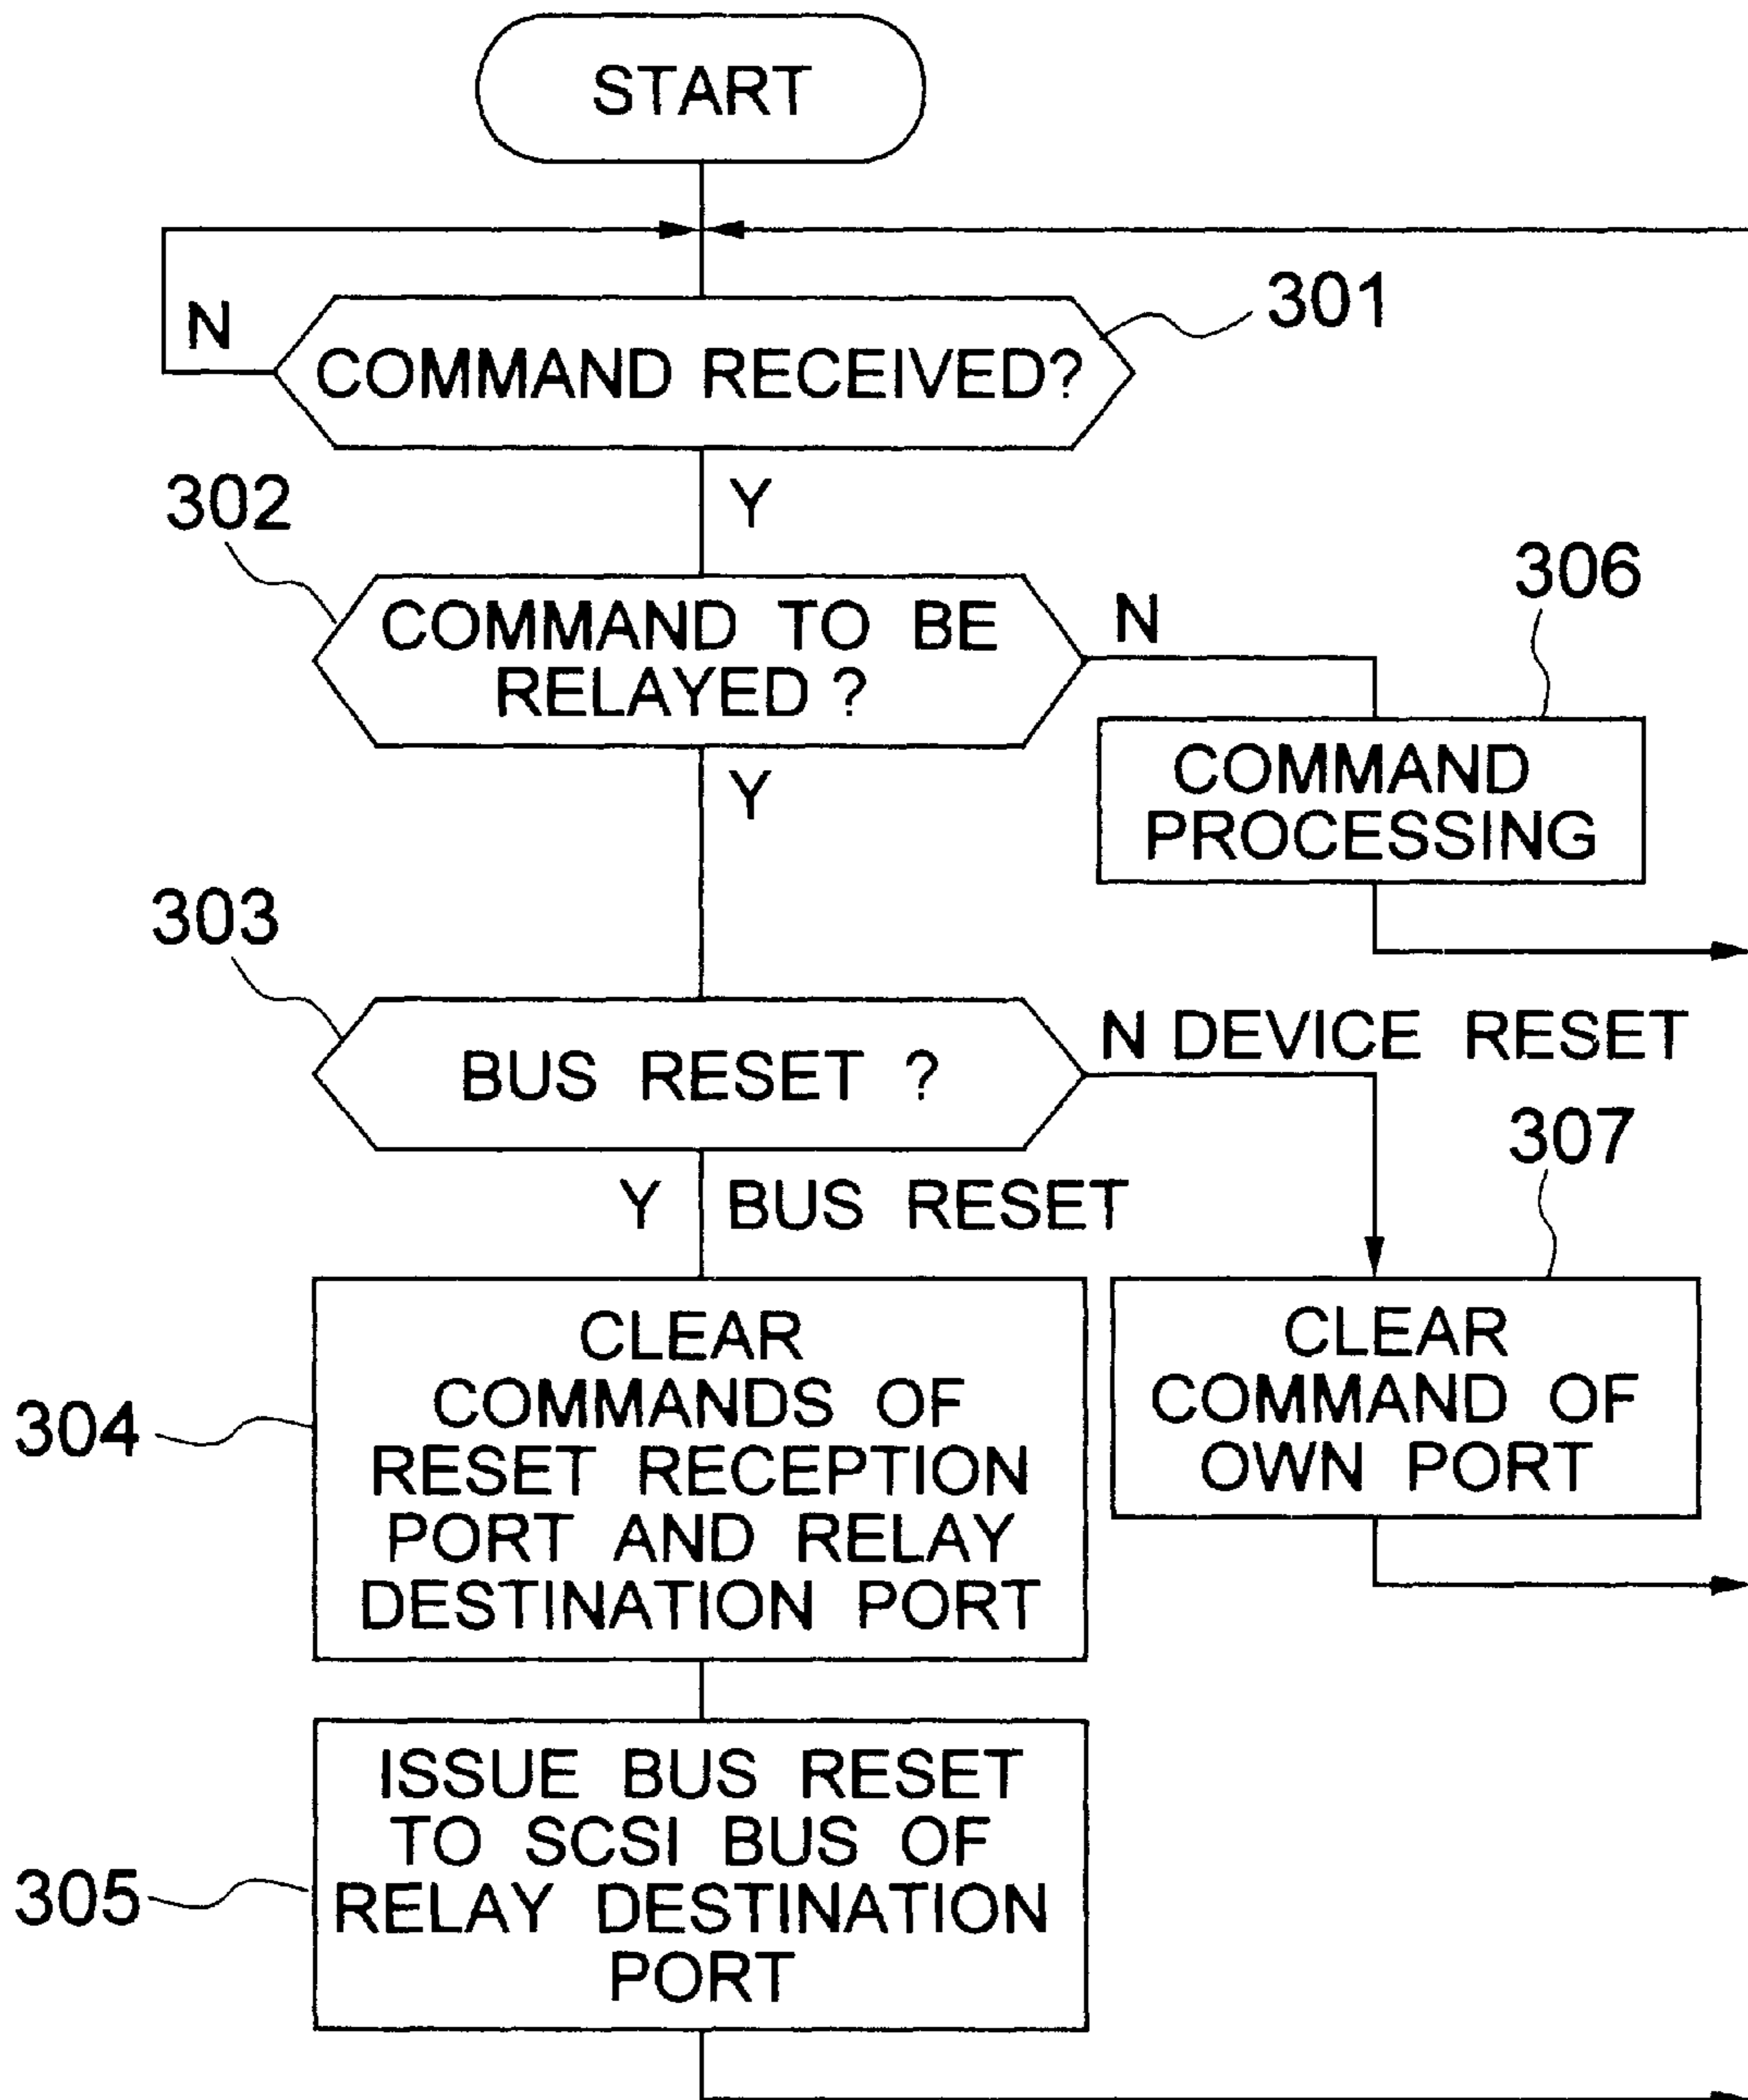 START
N
301
COMMAND RECEIVED?
302
Y
306
COMMAND TO BE
RELAYED ?
N
COMMAND
PROCESSING
Y
303
N DEVICE RESET
BUS RESET ?
307
Y BUS RESET
CLEAR
COMMANDS OF
RESET RECEPTION
PORT AND RELAY
DESTINATION PORT
304
CLEAR
COMMAND OF
OWN PORT
ISSUE BUS RESET
TO SCSI BUS OF
RELAY DESTINATION
PORT
305